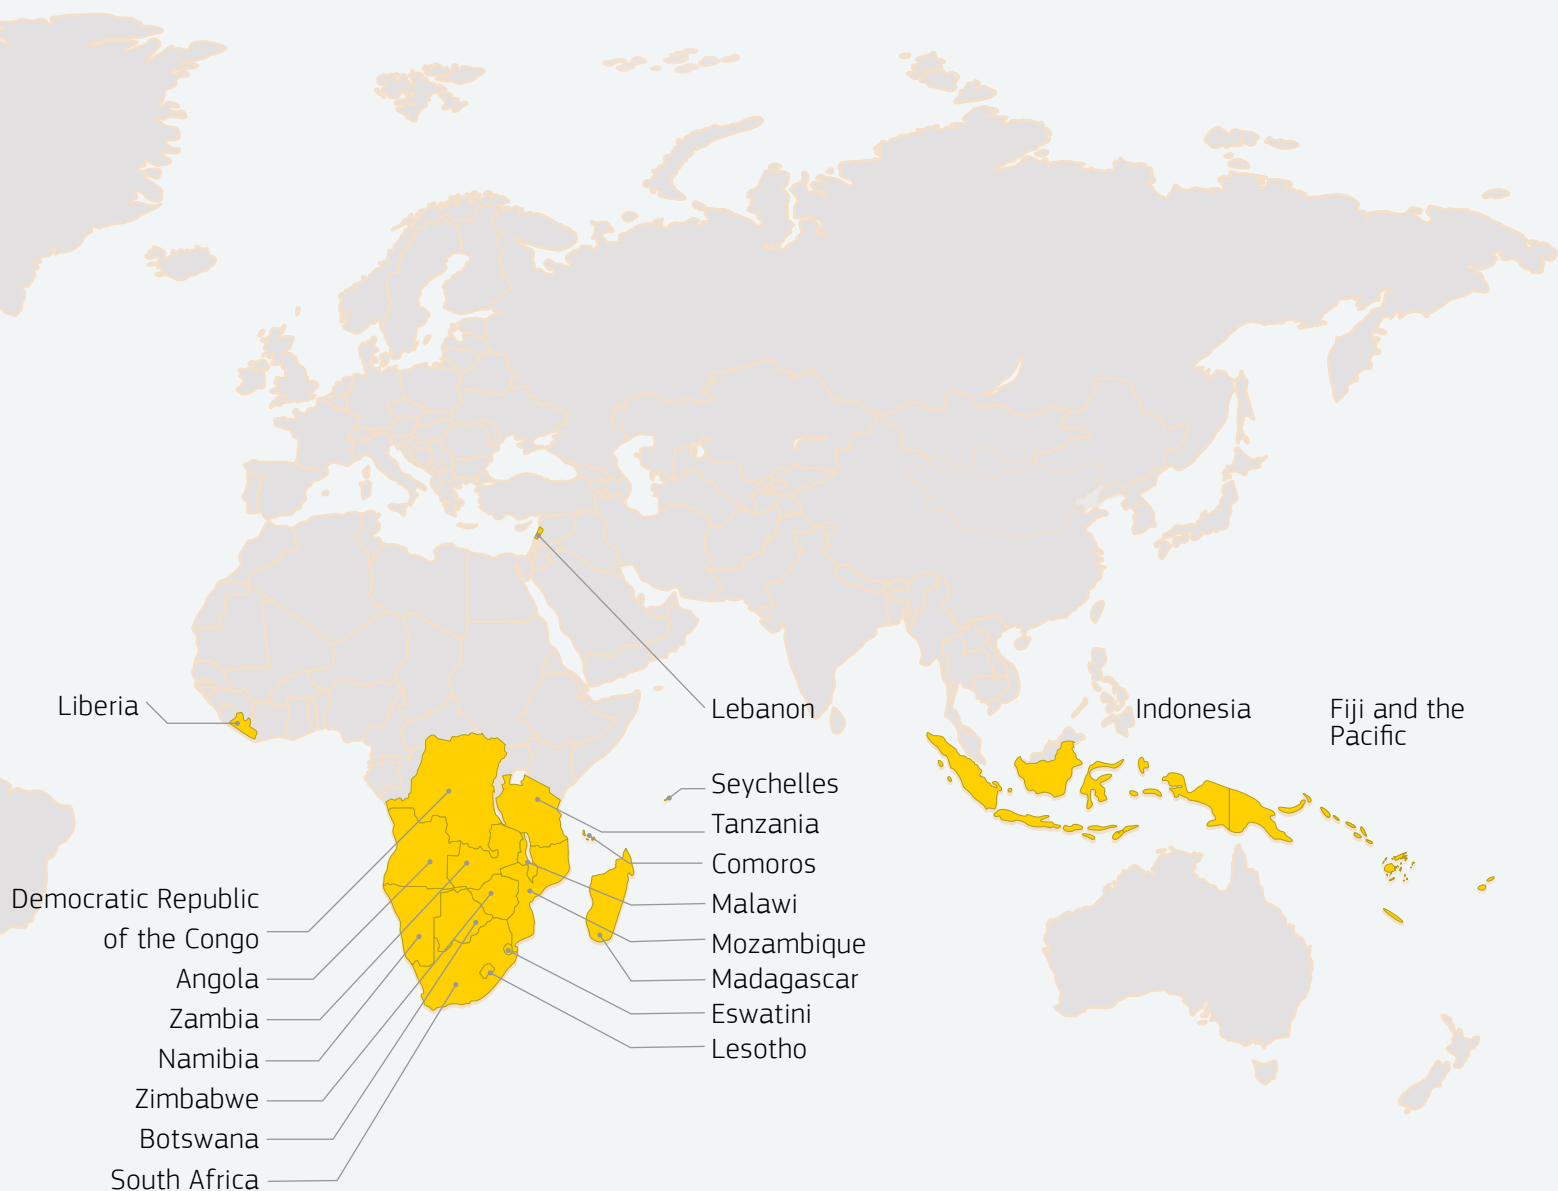 Liberia
Lebanon
Indonesia
Fiji and the
Pacific
Seychelles
Tanzania
Comoros
Malawi
Mozambique
Madagascar
Eswatini
Lesotho
Democratic Republic
of the Congo
Angola
Zambia
Namibia
Zimbabwe
Botswana
South Africa